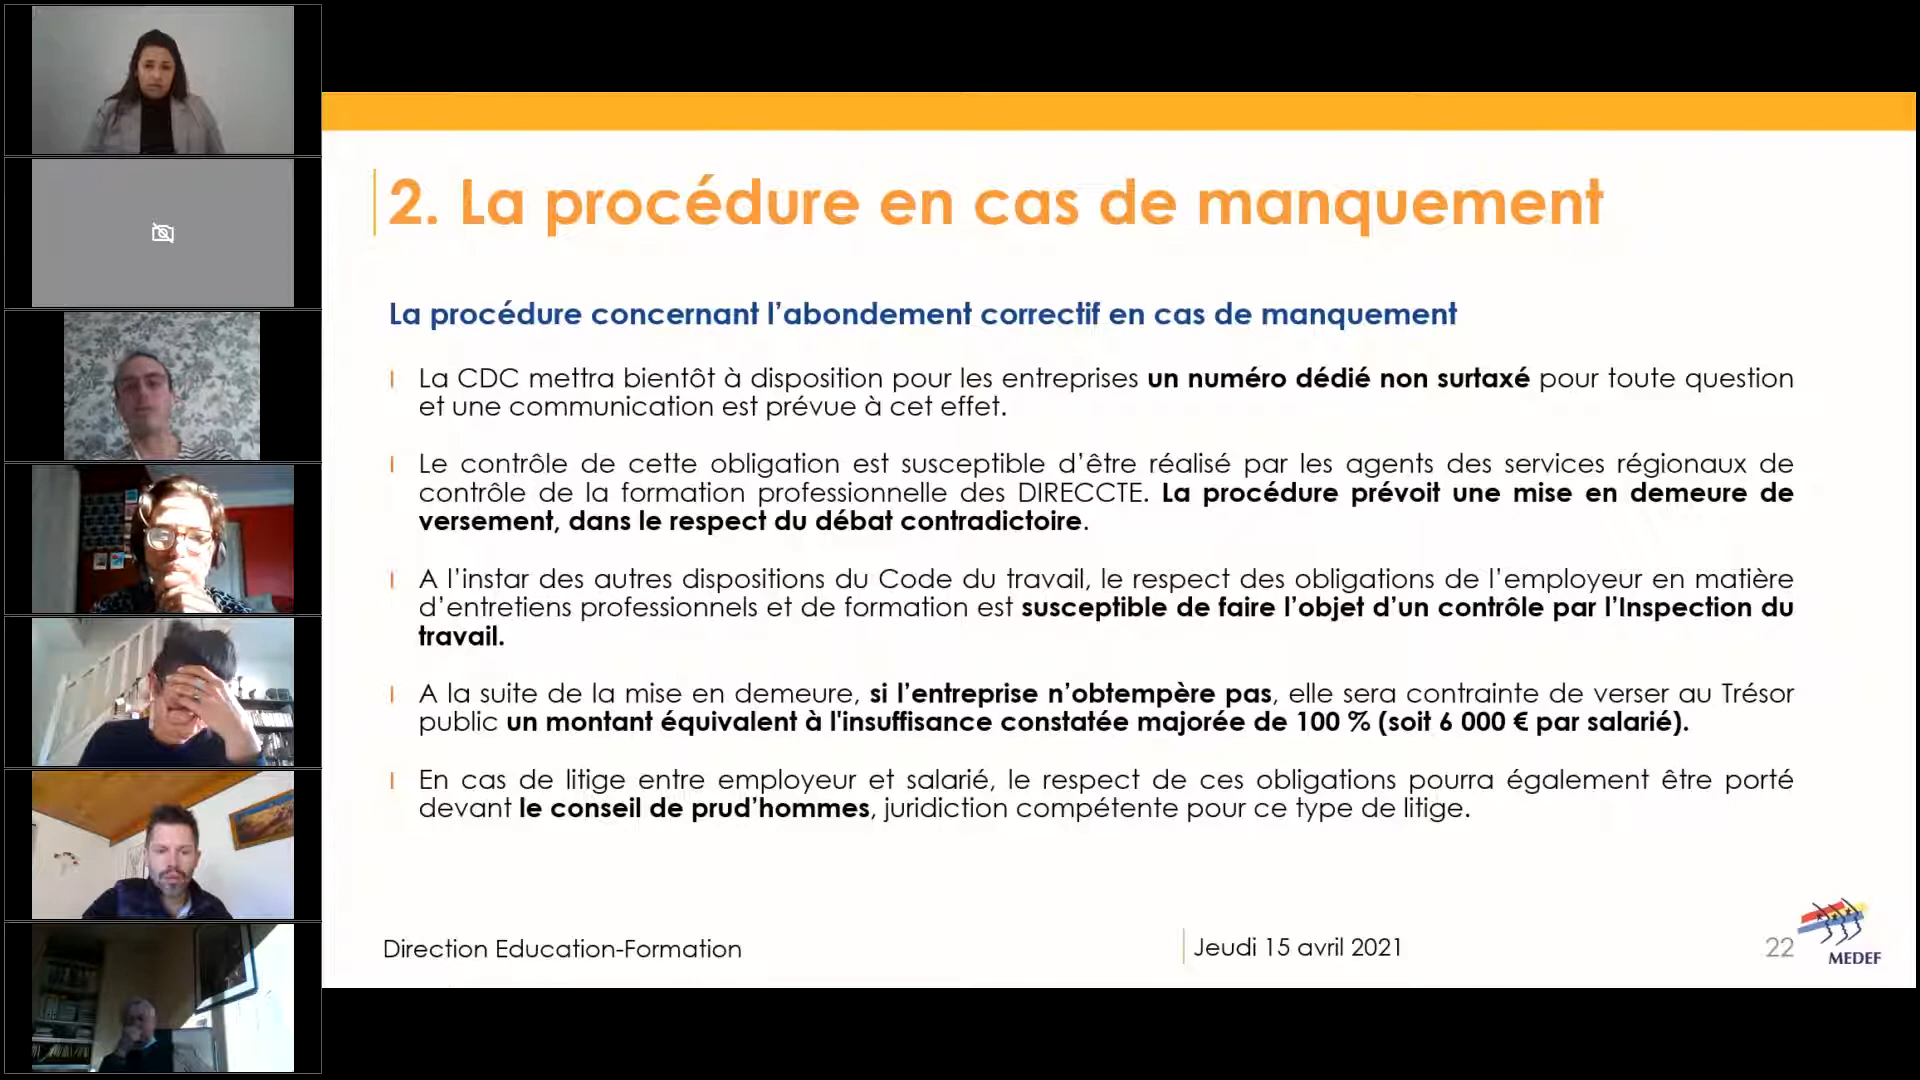 2. La procédure en cas de manquement
La procédure concernant l’abondement correctif en cas de manquement
La CDC mettra bientôt à disposition pour les entreprises un numéro dédié non surtaxé pour toute question
et une communication est prévue à cet effet.
Le contrôle de cette obligation est susceptible d’être réalisé par les agents des services régionaux de
contrôle de la formation professionnelle des DIRECCTE. La procédure prévoit une mise en demeure de
versement, dans le respect du débat contradictoire.
A l’instar des autres dispositions du Code du travail, le respect des obligations de l’employeur en matière
d’entretiens professionnels et de formation est susceptible de faire l’objet d’un contrôle par l’Inspection du
travail.
A la suite de la mise en demeure, si l’entreprise n’obtempère pas, elle sera contrainte de verser au Trésor
public un montant équivalent à l'insuffisance constatée majorée de 100 % (soit 6 000 € par salarié).
En cas de litige entre employeur et salarié, le respect de ces obligations pourra également être porté
devant le conseil de prud’hommes, juridiction compétente pour ce type de litige.
Direction Education-Formation
Jeudi 15 avril 2021
22
MEDEF